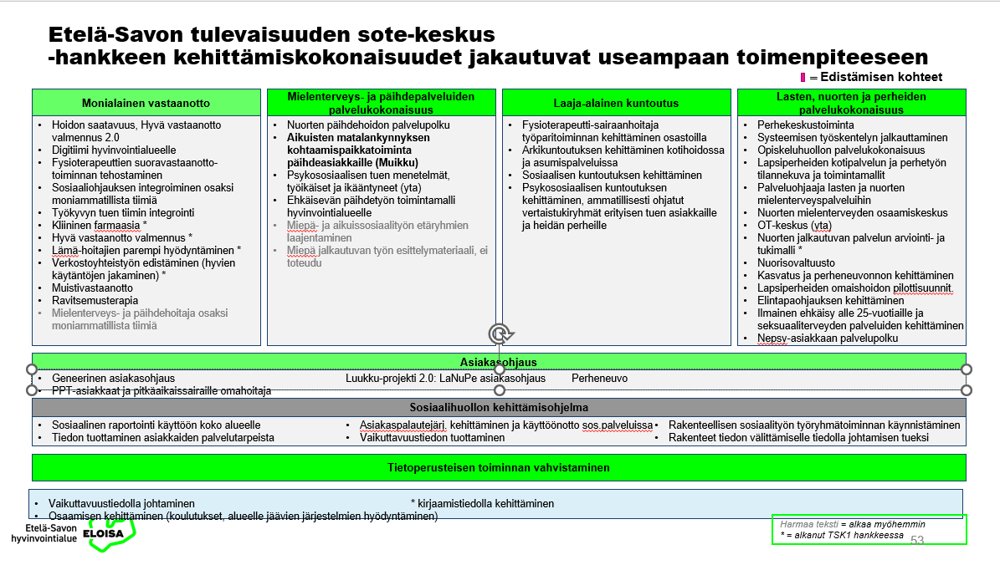 Etelä-Savon tulevaisuuden sote-keskus
-hankkeen kehittämiskokonaisuudet jakautuvat useampaan toimenpiteeseen
= Edistämisen kohteet
Monialainen vastaanotto
• Hoidon saatavuus, Hyvä vastaanotto
valmennus 2.0
• Digitiimi hyvinvointialueelle
• Fysioterapeuttien suoravastaanotto-
toiminnan tehostaminen
• Sosiaaliohjauksen integroiminen osaksi
moniammatillista tiimiä
• Työkyvyn tuen tiimin integrointi
• Kliininen farmaasia *
• Hyvä vastaanotto valmennus *
• Lämä-hoitajien parempi hyödyntäminen *
• Verkostoyhteistyön edistäminen (hyvien
käytäntöjen jakaminen) *
• Muistivastaanotto
• Ravitsemusterapia
• Mielenterveys- ja päihdehoitaja osaksi
moniammatillista tiimiä
Mielenterveys- ja päihdepalveluiden
palvelukokonaisuus
• Nuorten päihdehoidon palvelupolku
• Aikuisten matalankynnyksen
kohtaamispaikkatoiminta
päihdeasiakkaille (Muikku)
• Psykososiaalisen tuen menetelmät,
työikäiset ja ikääntyneet (yta)
• Ehkäisevän päihdetyön toimintamalli
hyvinvointialueelle
• Miepä- ja aikuissosiaalityön etäryhmien
laajentaminen
• Miepä jalkautuvan työn esittelymateriaali, ei
toteudu
Laaja-alainen kuntoutus
• Fysioterapeutti-sairaanhoitaja
työparitoiminnan kehittäminen osastoilla
• Arkikuntoutuksen kehittäminen kotihoidossa
ja asumispalveluissa
• Sosiaalisen kuntoutuksen kehittäminen
• Psykososiaalisen kuntoutuksen
kehittäminen, ammatillisesti ohjatut
vertaistukiryhmät erityisen tuen asiakkaille
ja heidän perheille
Lasten, nuorten ja perheiden
palvelukokonaisuus
• Perhekeskustoiminta
• Systeemisen työskentelyn jalkauttaminen
• Opiskeluhuollon palvelukokonaisuus
• Lapsiperheiden kotipalvelun ja perhetyön
tilannekuva ja toimintamallit
• Palveluohjaaja lasten ja nuorten
mielenterveyspalveluihin
• Nuorten mielenterveyden osaamiskeskus
• OT-keskus (yta)
• Nuorten jalkautuvan palvelun arviointi- ja
tukimalli *
• Nuorisovaltuusto
• Kasvatus ja perheneuvonnon kehittäminen
• Lapsiperheiden omaishoidon pilottisuunnit.
• Elintapaohjauksen kehittäminen
• Ilmainen ehkäisy alle 25-vuotiaille ja
seksuaaliterveyden palveluiden kehittäminen
• Nepsy-asiakkaan palvelupolku
Asiakasohjaus
• Geneerinen asiakasohjaus Luukku-projekti 2.0: LaNuPe asiakasohjaus Perheneuvo
• PPT-asiakkaat ja pitkäaikaissairaille omahoitaja
Sosiaalihuollon kehittämisohjelma
• Sosiaalinen raportointi käyttöön koko alueelle
• Tiedon tuottaminen asiakkaiden palvelutarpeista
• Asiakaspalautejärj. kehittäminen ja käyttöönotto sos.palveluissa
• Vaikuttavuustiedon tuottaminen
• Rakenteellisen sosiaalityön työryhmätoiminnan käynnistäminen
• Rakenteet tiedon välittämiselle tiedolla johtamisen tueksi
Tietoperusteisen toiminnan vahvistaminen
• Vaikuttavuustiedolla johtaminen * kirjaamistiedolla kehittäminen
• Osaamisen kehittäminen (koulutukset, alueelle jäävien järjestelmien hyödyntäminen)
Etelä-Savon
hyvinvointialue
ELOISA
Harmaa teksti = alkaa myöhemmin
* = alkanut TSK1 hankkeessa
53